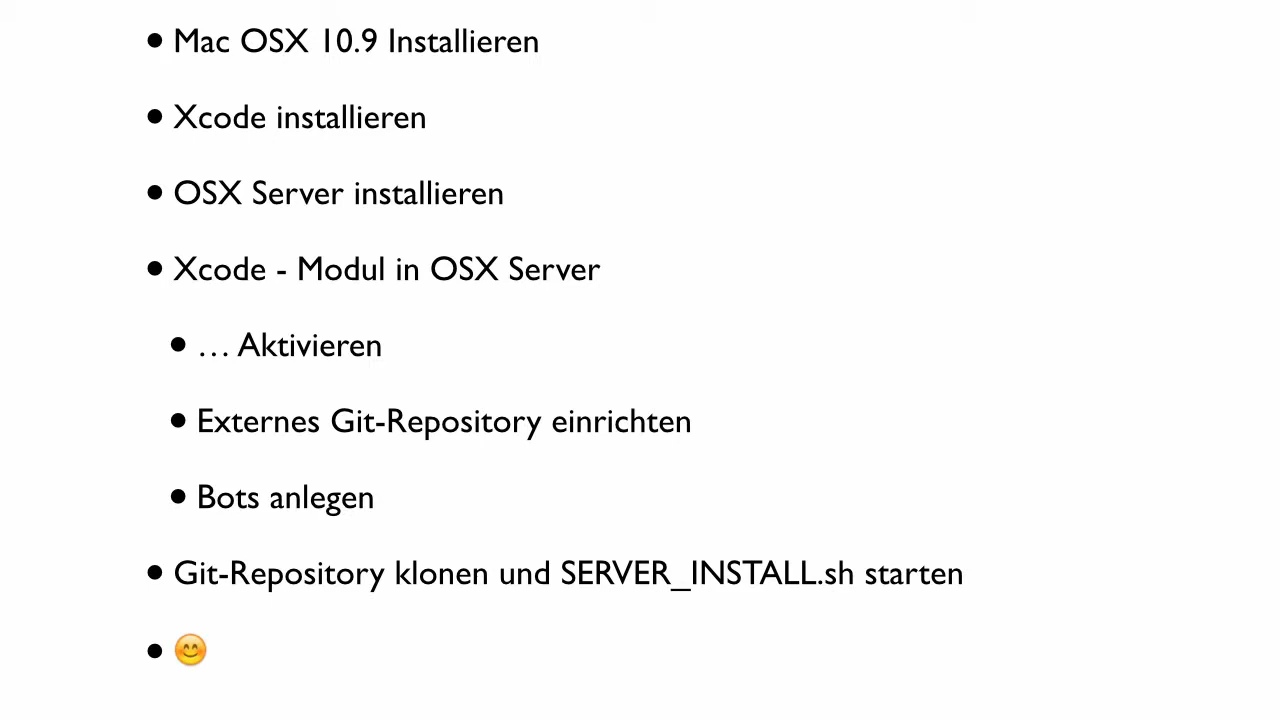 • Mac OSX 10.9 Installieren
• Xcode installieren
• OSX Server installieren
• Xcode - Modul in OSX Server
• … Aktivieren
• Externes Git-Repository einrichten
• Bots anlegen
• Git-Repository klonen und SERVER_INSTALL.sh starten
• 😊